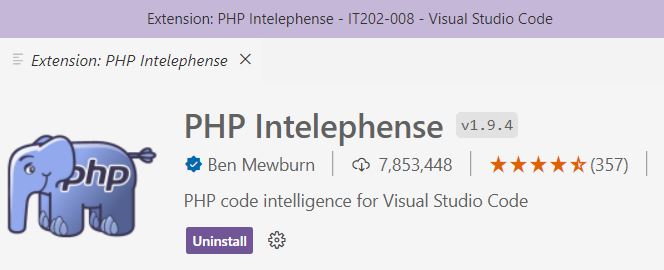 Extension: PHP Intelephense - IT202-008 - Visual Studio Code
Extension: PHP Intelephense
PHP Intelephense v1.9.4
Ben Mewburn 7,853,448 (357)
php
PHP code intelligence for Visual Studio Code
Uninstall